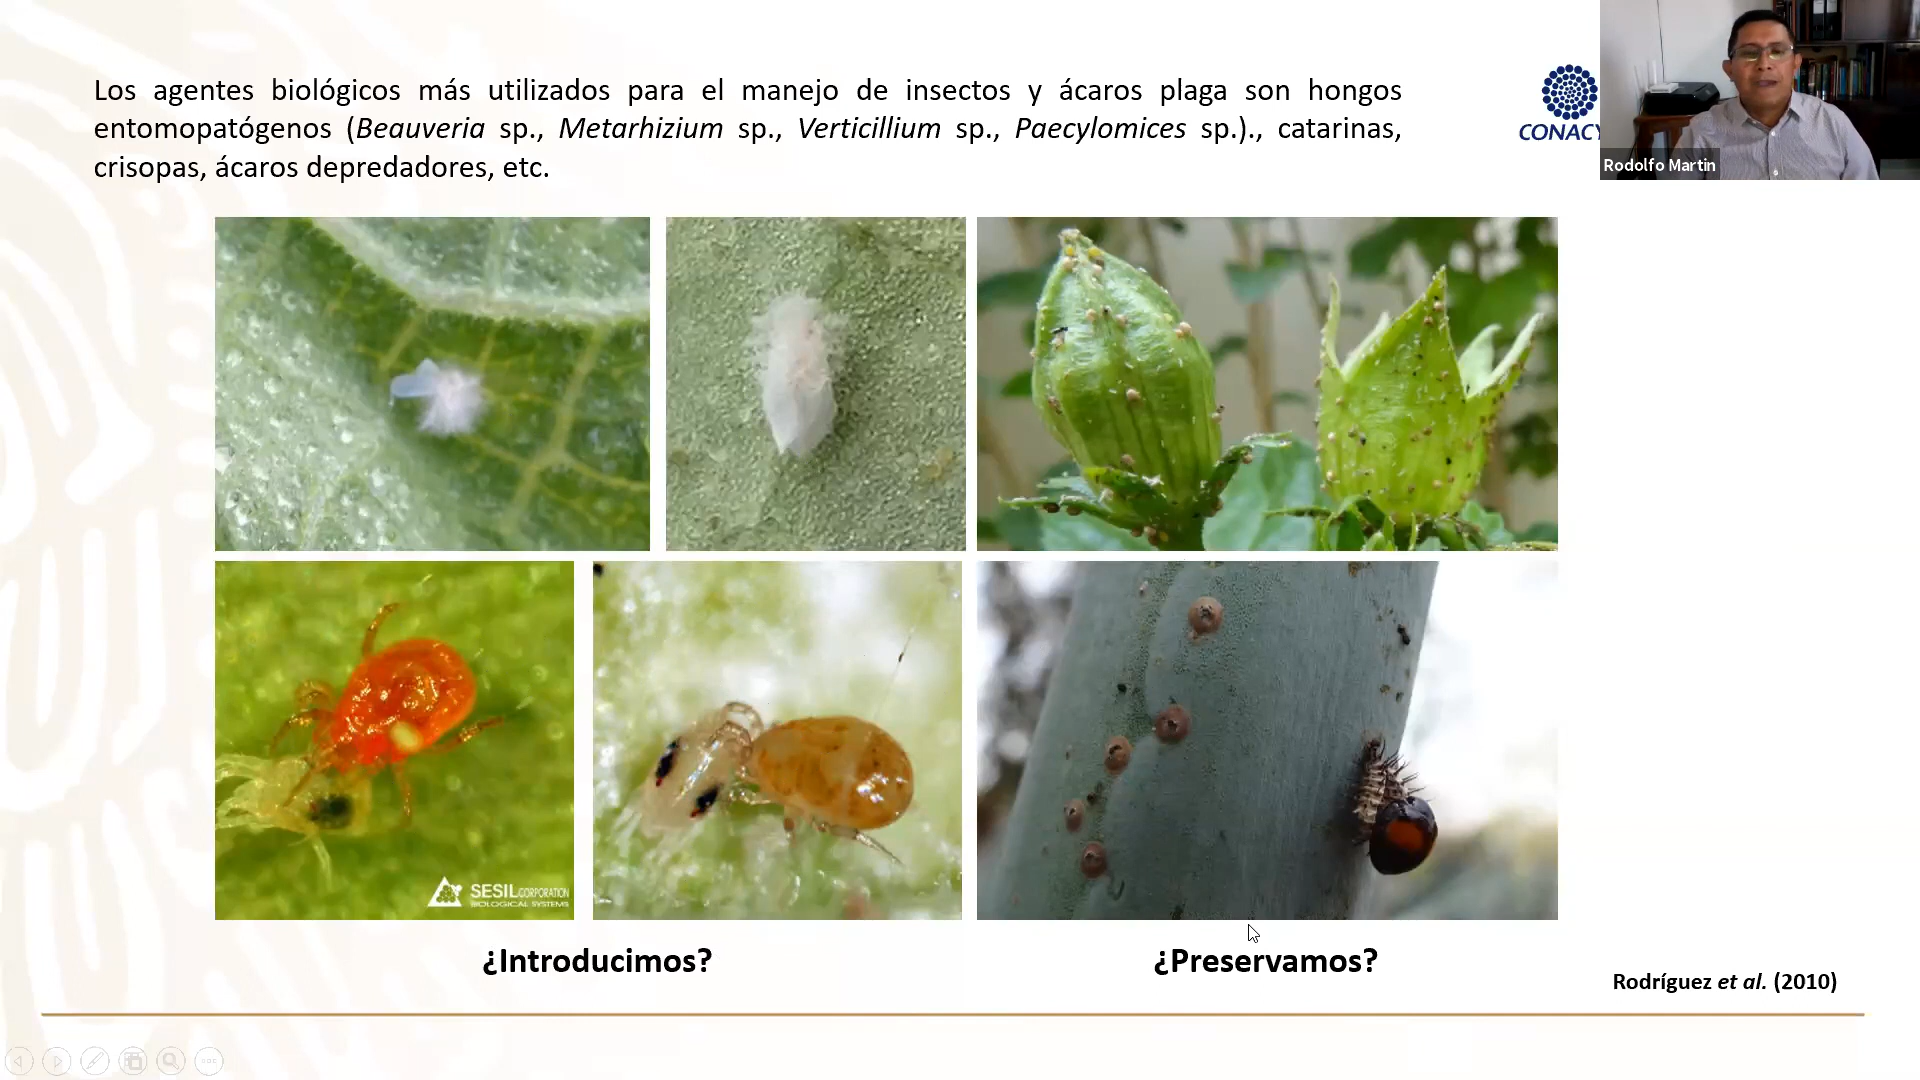 Los agentes biológicos más utilizados para el manejo de insectos y ácaros plaga son hongos
entomopatógenos (Beauveria sp., Metarhizium sp., Verticillium sp., Paecylomices sp.)., catarinas,
crisopas, ácaros depredadores, etc.
CONACY
Rodolfo Martin
SESIL CORPORATION
BIOLOGICAL SYSTEMS
¿Introducimos?
¿Preservamos?
Rodríguez et al. (2010)